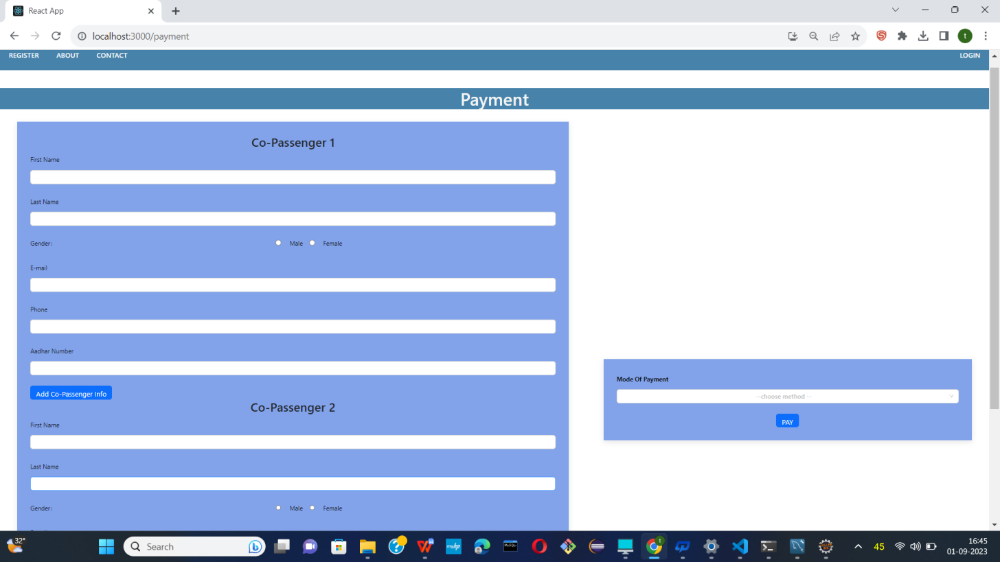 React App
localhost:3000/payment
t
REGISTER ABOUT CONTACT LOGIN
Payment
Co-Passenger 1
First Name
Last Name
Gender: Male Female
E-mail
Phone
Aadhar Number
Add Co-Passenger Info
Mode Of Payment
--choose method --
PAY
Co-Passenger 2
First Name
Last Name
Gender: Male Female
32°
Search
45
16:45
01-09-2023